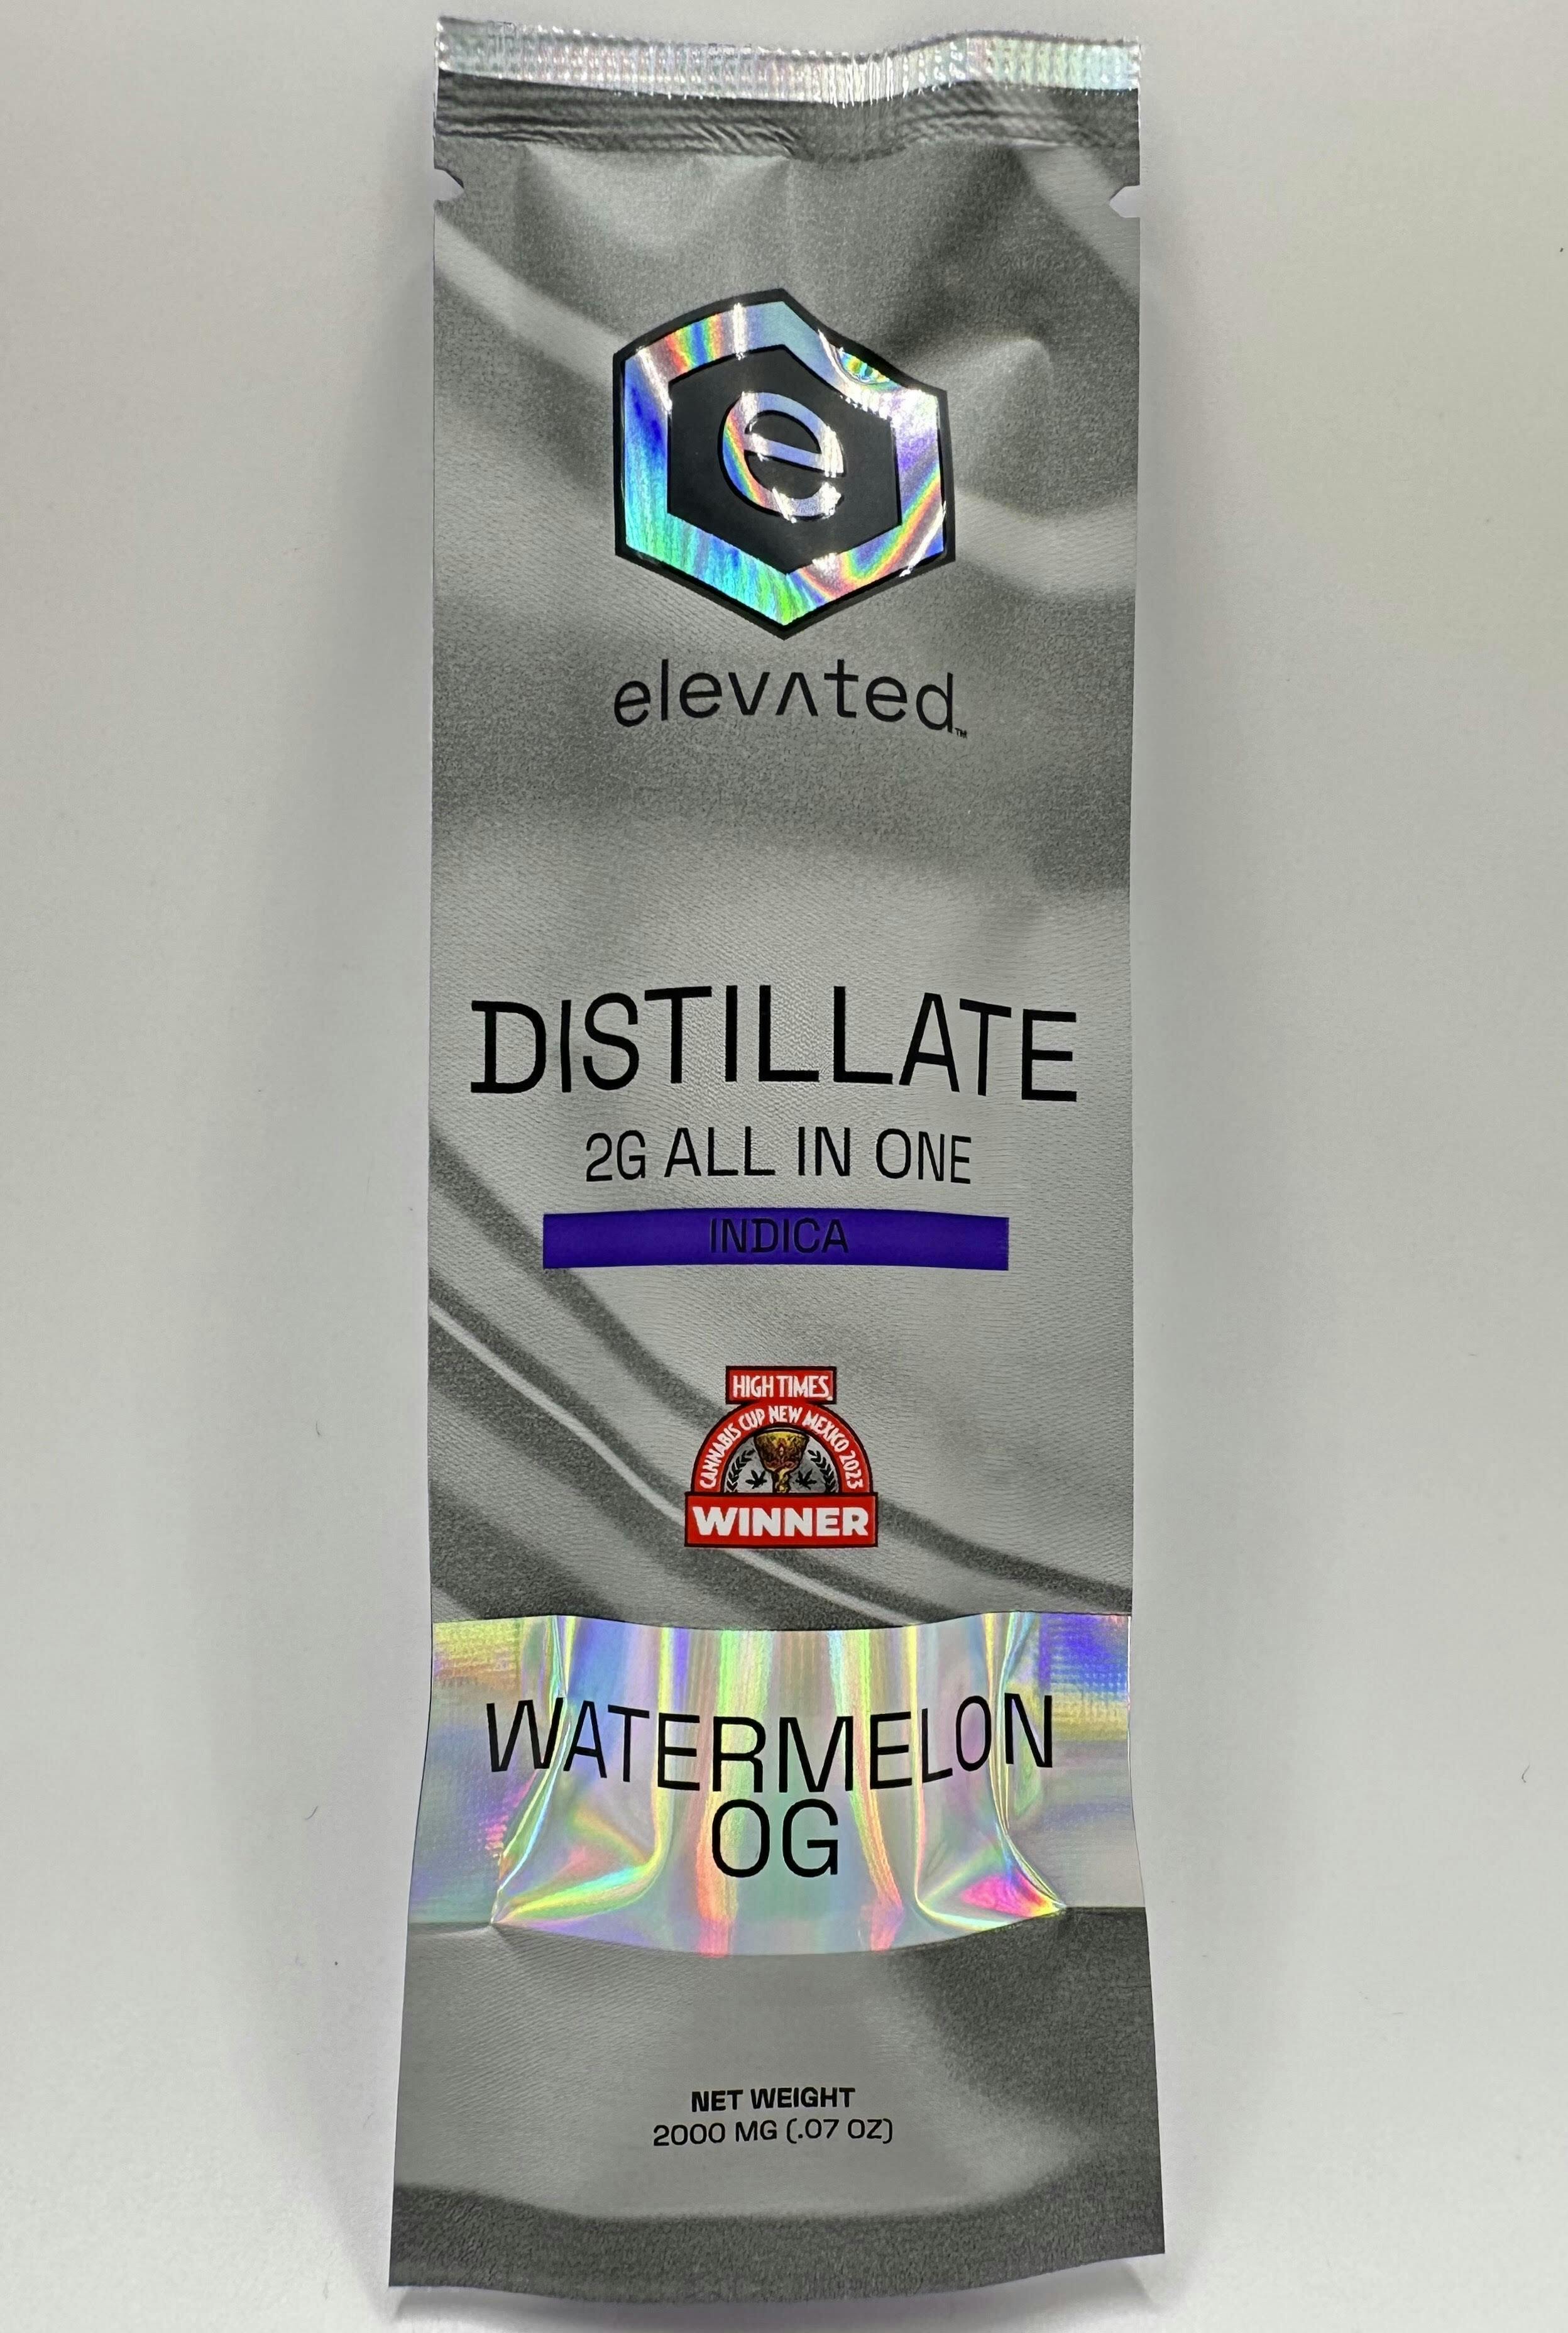 e
elevʌted™
DISTILLATE
2G ALL IN ONE
INDICA
HIGH TIMES
CANNABIS CUP NEW MEXICO 2023
WINNER
WATERMELON
OG
NET WEIGHT
2000 MG (.07 OZ)